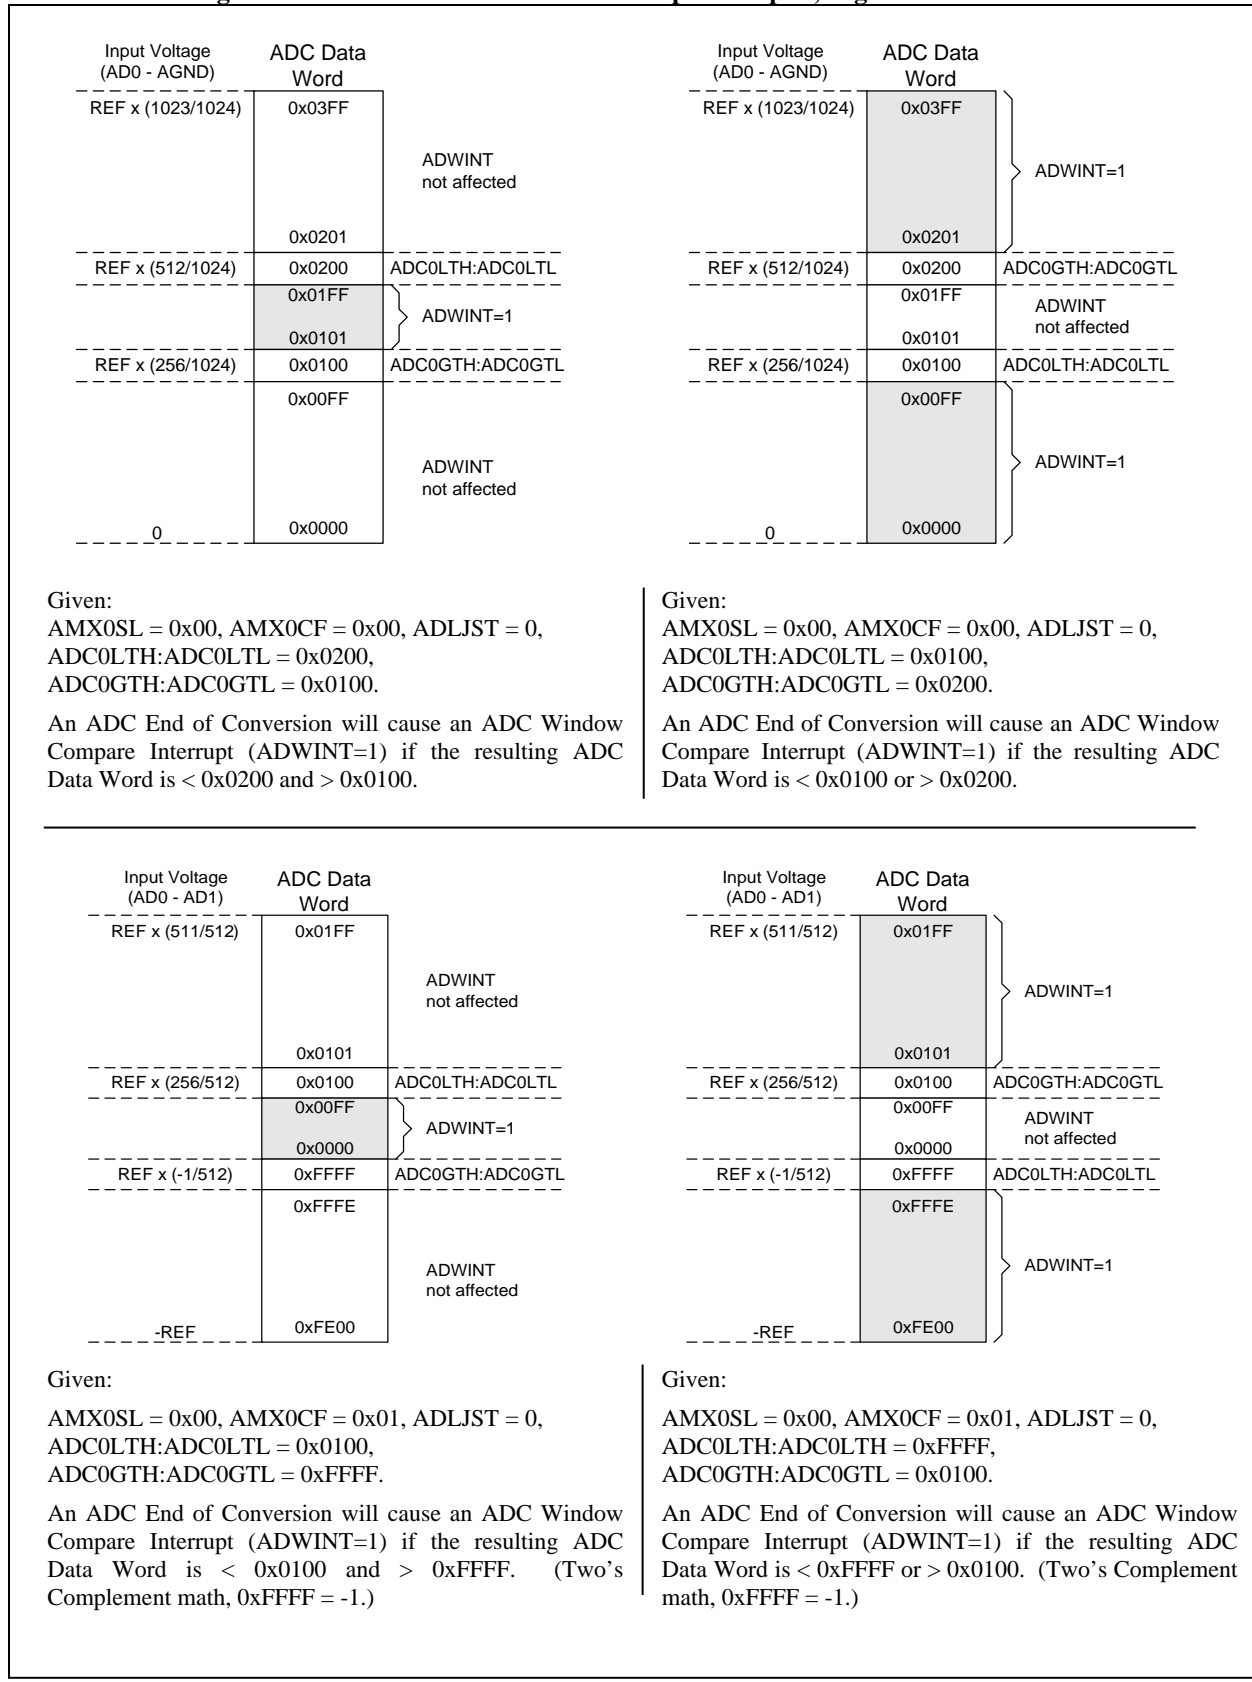 Input Voltage
(AD0 - AGND)
ADC Data
Word
REF x (1023/1024)
0x03FF
ADWINT
not affected
0x0201
REF x (512/1024)
0x0200
ADC0LTH:ADC0LTL
0x01FF
ADWINT=1
0x0101
REF x (256/1024)
0x0100
ADC0GTH:ADC0GTL
0x00FF
ADWINT
not affected
0
0x0000
Input Voltage
(AD0 - AGND)
ADC Data
Word
REF x (1023/1024)
0x03FF
ADWINT=1
0x0201
REF x (512/1024)
0x0200
ADC0GTH:ADC0GTL
0x01FF
ADWINT
not affected
0x0101
REF x (256/1024)
0x0100
ADC0LTH:ADC0LTL
0x00FF
ADWINT=1
0
0x0000
Given:
AMX0SL = 0x00, AMX0CF = 0x00, ADLJST = 0,
ADC0LTH:ADC0LTL = 0x0200,
ADC0GTH:ADC0GTL = 0x0100.
An ADC End of Conversion will cause an ADC Window
Compare Interrupt (ADWINT=1) if the resulting ADC
Data Word is < 0x0200 and > 0x0100.
Given:
AMX0SL = 0x00, AMX0CF = 0x00, ADLJST = 0,
ADC0LTH:ADC0LTL = 0x0100,
ADC0GTH:ADC0GTL = 0x0200.
An ADC End of Conversion will cause an ADC Window
Compare Interrupt (ADWINT=1) if the resulting ADC
Data Word is < 0x0100 or > 0x0200.
Input Voltage
(AD0 - AD1)
ADC Data
Word
REF x (511/512)
0x01FF
ADWINT
not affected
0x0101
REF x (256/512)
0x0100
ADC0LTH:ADC0LTL
0x00FF
ADWINT=1
0x0000
REF x (-1/512)
0xFFFF
ADC0GTH:ADC0GTL
0xFFFE
ADWINT
not affected
-REF
0xFE00
Input Voltage
(AD0 - AD1)
ADC Data
Word
REF x (511/512)
0x01FF
ADWINT=1
0x0101
REF x (256/512)
0x0100
ADC0GTH:ADC0GTL
0x00FF
ADWINT
not affected
0x0000
REF x (-1/512)
0xFFFF
ADC0LTH:ADC0LTL
0xFFFE
ADWINT=1
-REF
0xFE00
Given:
AMX0SL = 0x00, AMX0CF = 0x01, ADLJST = 0,
ADC0LTH:ADC0LTL = 0x0100,
ADC0GTH:ADC0GTL = 0xFFFF.
An ADC End of Conversion will cause an ADC Window
Compare Interrupt (ADWINT=1) if the resulting ADC
Data Word is < 0x0100 and > 0xFFFF. (Two's
Complement math, 0xFFFF = -1.)
Given:
AMX0SL = 0x00, AMX0CF = 0x01, ADLJST = 0,
ADC0LTH:ADC0LTH = 0xFFFF,
ADC0GTH:ADC0GTL = 0x0100.
An ADC End of Conversion will cause an ADC Window
Compare Interrupt (ADWINT=1) if the resulting ADC
Data Word is < 0xFFFF or > 0x0100. (Two's Complement
math, 0xFFFF = -1.)